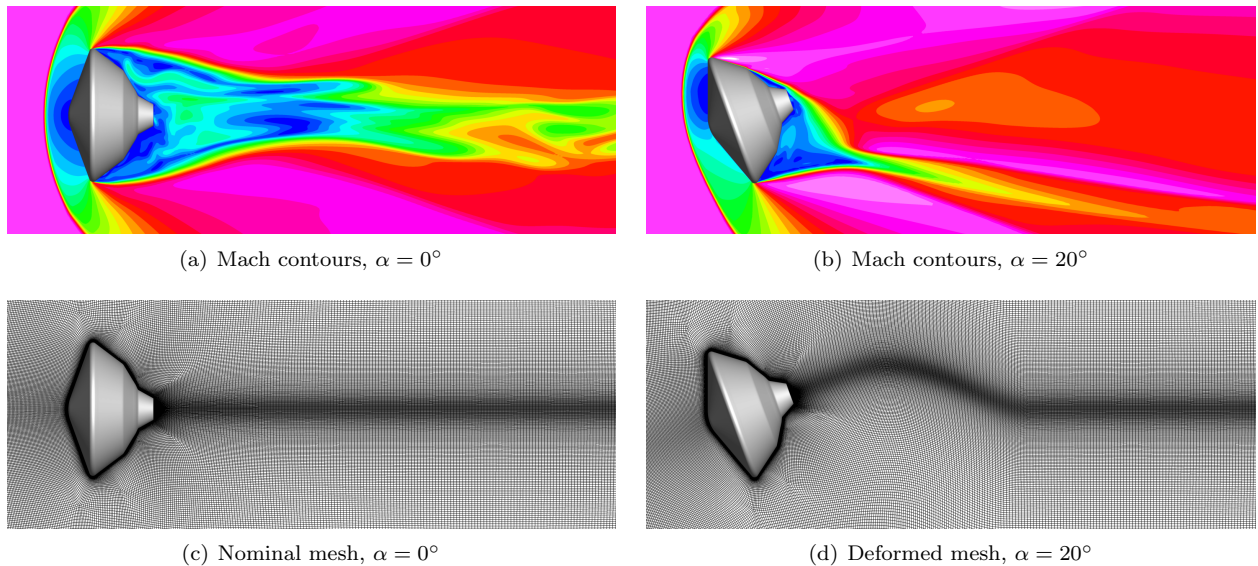 (a) Mach contours, α = 0°
(b) Mach contours, α = 20°
(c) Nominal mesh, α = 0°
(d) Deformed mesh, α = 20°